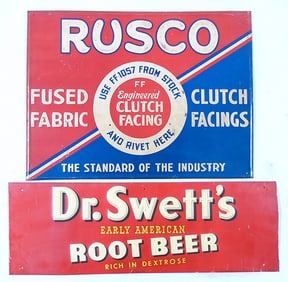 RUSCO
FUSED FABRIC
USE FF1057 FROM STOCK
FF
Engineered
CLUTCH
FACING
AND RIVET HERE
CLUTCH FACINGS
THE STANDARD OF THE INDUSTRY
Dr. Swett's
EARLY AMERICAN
ROOT BEER
RICH IN DEXTROSE